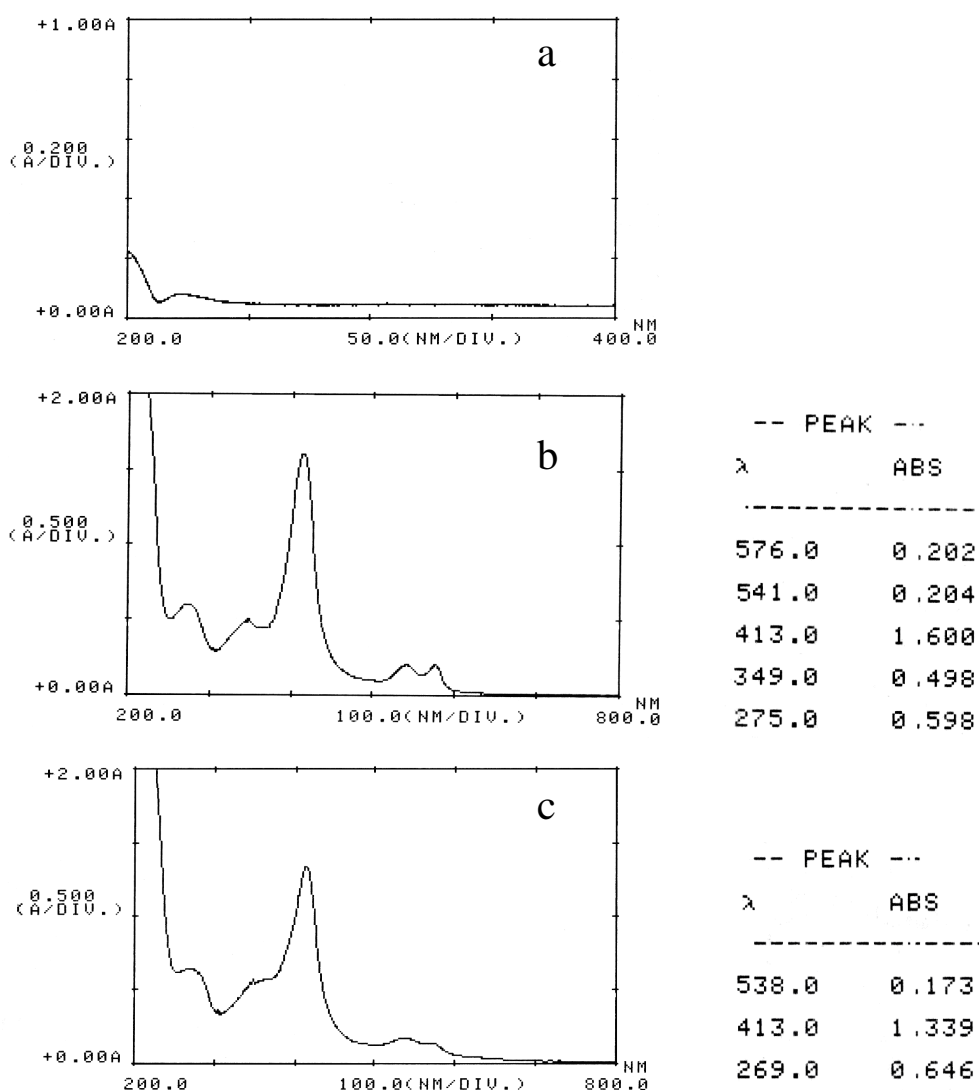 +1.00A
a
0.200
(A/DIV.)
+0.00A
NM
200.0 50.0(NM/DIV.) 400.0
+2.00A
b
0.500
(A/DIV.)
+0.00A
NM
200.0 100.0(NM/DIV.) 800.0
-- PEAK --
λ ABS
576.0 0.202
541.0 0.204
413.0 1.600
349.0 0.498
275.0 0.598
+2.00A
c
0.500
(A/DIV.)
+0.00A
NM
200.0 100.0(NM/DIV.) 800.0
-- PEAK --
λ ABS
538.0 0.173
413.0 1.339
269.0 0.646